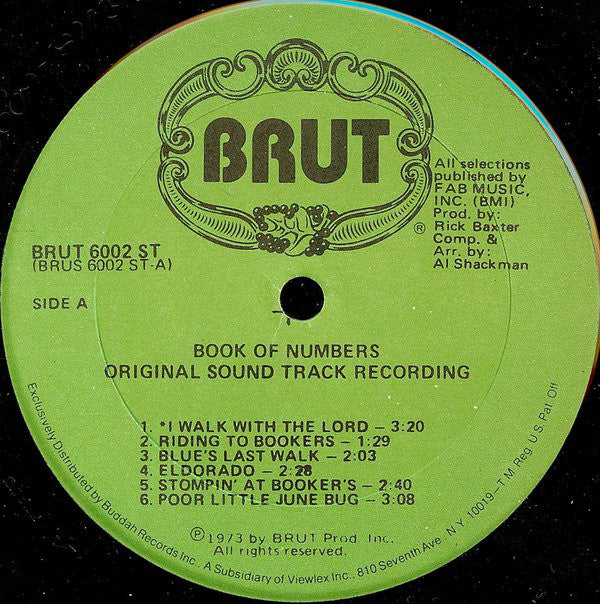 BRUT
®
All selections
published by
FAB MUSIC,
INC. (BMI)
Prod. by:
Rick Baxter
Comp. &
Arr. by:
Al Shackman
BRUT 6002 ST
(BRUS 6002 ST-A)
SIDE A
BOOK OF NUMBERS
ORIGINAL SOUND TRACK RECORDING
1. *I WALK WITH THE LORD – 3:20
2. RIDING TO BOOKERS – 1:29
3. BLUE'S LAST WALK – 2:03
4. ELDORADO – 2:28
5. STOMPIN' AT BOOKER'S – 2:40
6. POOR LITTLE JUNE BUG – 3:08
℗1973 by BRUT Prod. Inc.
All rights reserved.
Exclusively Distributed by Buddah Records Inc. A Subsidiary of Viewlex Inc., 810 Seventh Ave. N.Y. 10019–T.M. Reg. U.S. Pat. Off.